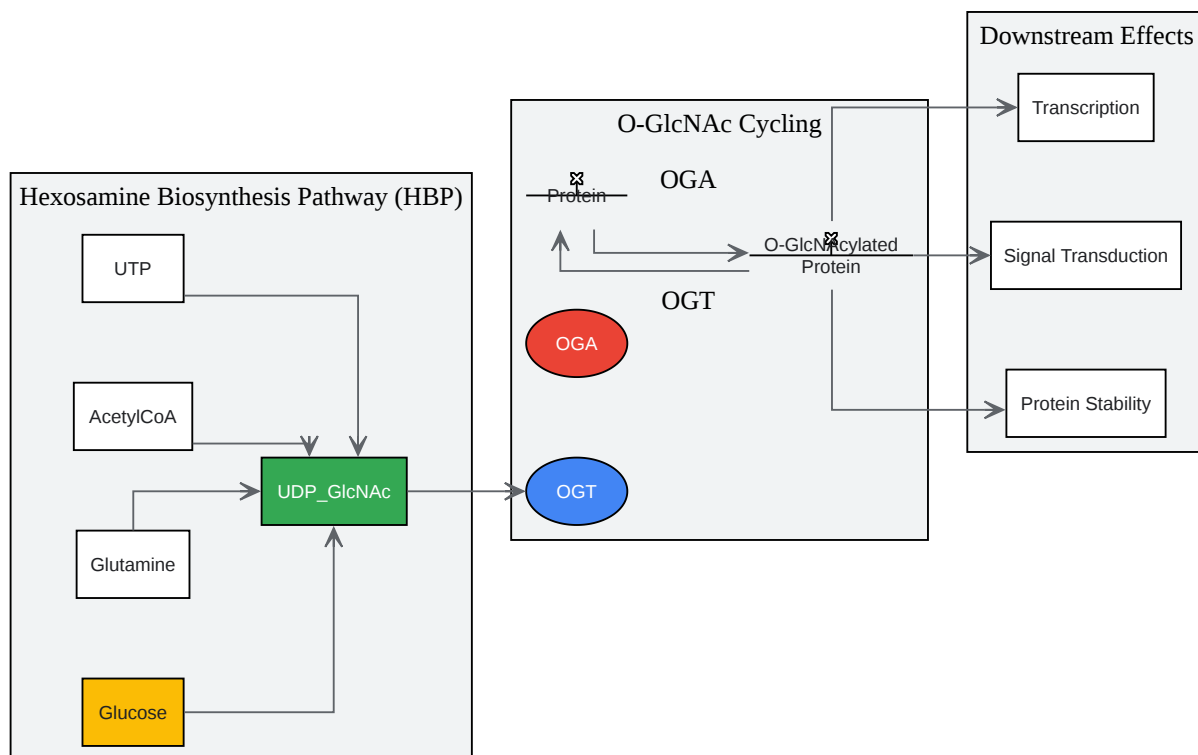 Hexosamine Biosynthesis Pathway (HBP)
UTP
AcetylCoA
UDP_GlcNAc
Glutamine
Glucose
O-GlcNAc Cycling
Protein
OGA
O-GlcNAcylated
Protein
OGT
OGA
OGT
Downstream Effects
Transcription
Signal Transduction
Protein Stability